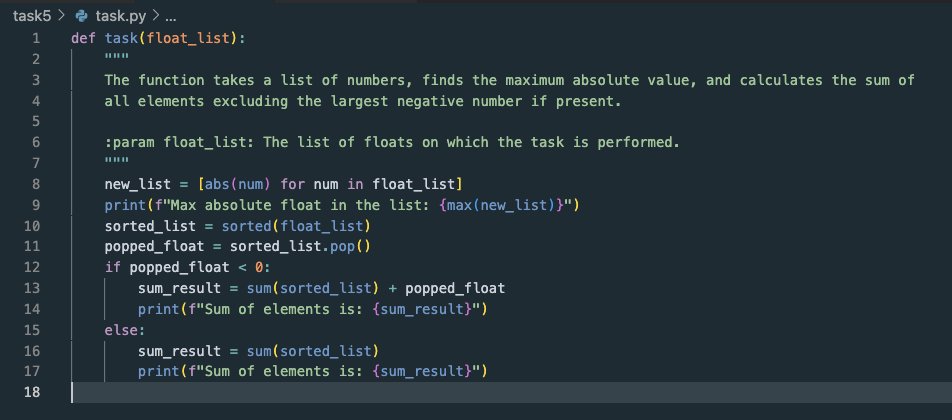 task5 > task.py > ...
1 def task(float_list):
2 """
3 The function takes a list of numbers, finds the maximum absolute value, and calculates the sum of
4 all elements excluding the largest negative number if present.
5
6 :param float_list: The list of floats on which the task is performed.
7 """
8 new_list = [abs(num) for num in float_list]
9 print(f"Max absolute float in the list: {max(new_list)}")
10 sorted_list = sorted(float_list)
11 popped_float = sorted_list.pop()
12 if popped_float < 0:
13 sum_result = sum(sorted_list) + popped_float
14 print(f"Sum of elements is: {sum_result}")
15 else:
16 sum_result = sum(sorted_list)
17 print(f"Sum of elements is: {sum_result}")
18